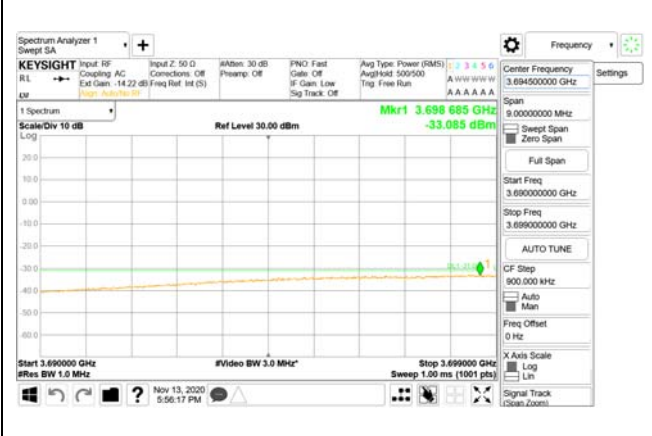 Spectrum Analyzer 1
Swept SA
Frequency
KEYSIGHT
RL
Input: RF
Coupling: AC
Ext Gain: -14.22 dB
Align: Auto/No RF
Input Z: 50 Ω
Corrections: Off
Freq Ref: Int (S)
#Atten: 30 dB
Preamp: Off
PNO: Fast
Gate: Off
IF Gain: Low
Sig Track: Off
Avg Type: Power (RMS)
Avg|Hold: 500/500
Trig: Free Run
1 2 3 4 5 6
A W W W W W
A A A A A A
1 Spectrum
Scale/Div 10 dB
Log
Ref Level 30.00 dBm
Mkr1 3.698 685 GHz
-33.085 dBm
20.0
10.0
0.00
-10.0
-20.0
-30.0
-40.0
-50.0
-60.0
1
Start 3.690000 GHz
#Res BW 1.0 MHz
#Video BW 3.0 MHz*
Stop 3.699000 GHz
Sweep 1.00 ms (1001 pts)
Nov 13, 2020
5:56:17 PM
Center Frequency
3.694500000 GHz
Settings
Span
9.00000000 MHz
Swept Span
Zero Span
Full Span
Start Freq
3.690000000 GHz
Stop Freq
3.699000000 GHz
AUTO TUNE
CF Step
900.000 kHz
Auto
Man
Freq Offset
0 Hz
X Axis Scale
Log
Lin
Signal Track
(Span Zoom)